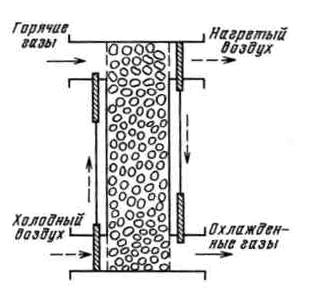 Горячие
газы
Нагретый
воздух
Холодный
воздух
Охлажден-
ные газы